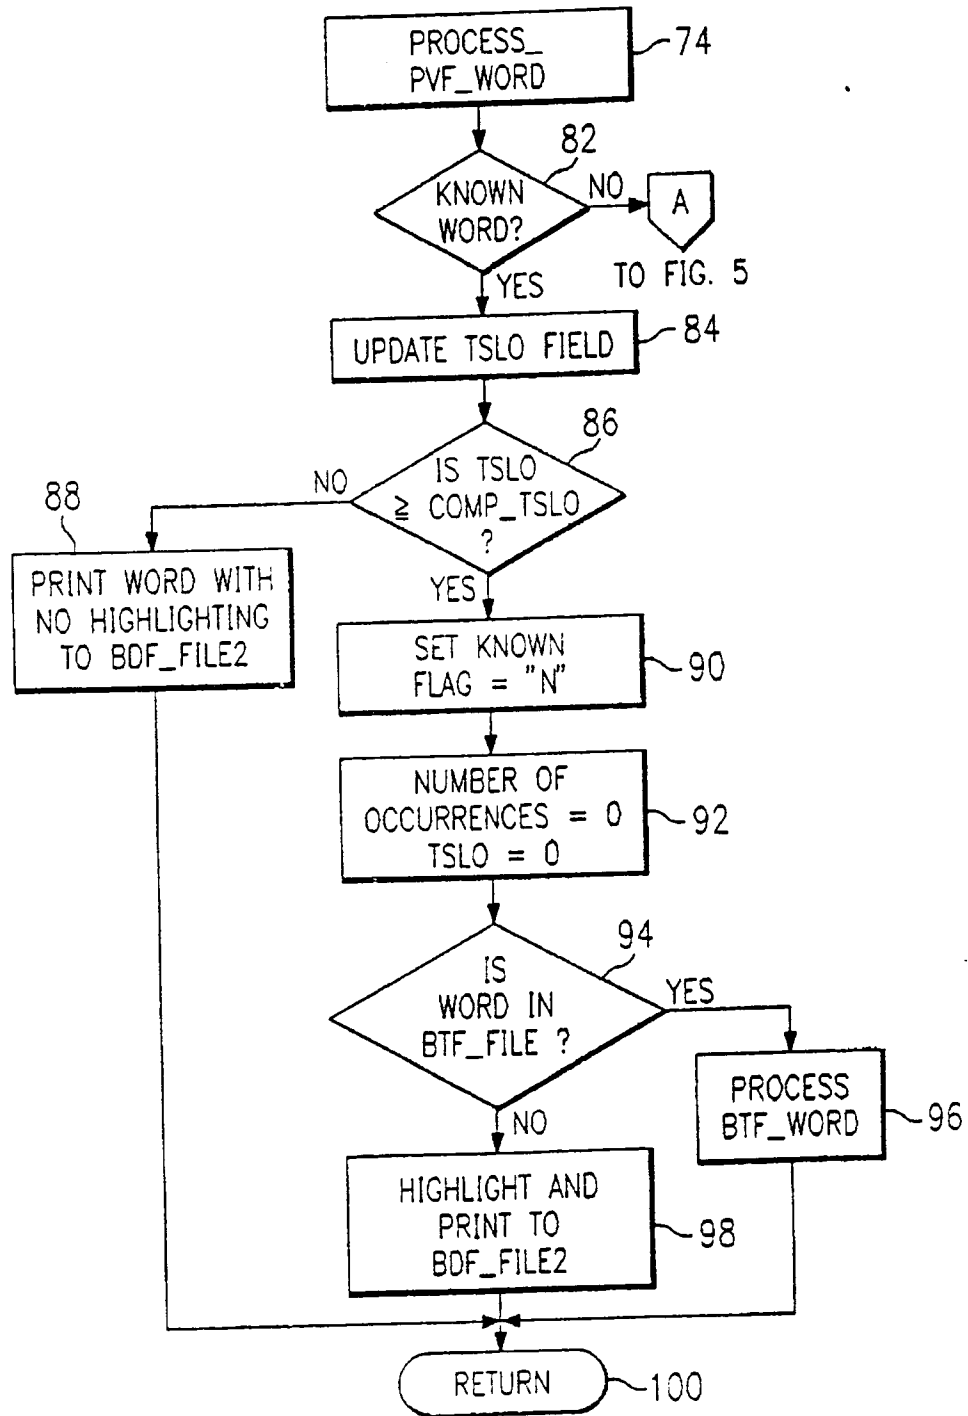 PROCESS_
PVF_WORD
74
82
KNOWN
WORD?
NO
A
TO FIG. 5
YES
UPDATE TSLO FIELD
84
86
IS TSLO
≥ COMP_TSLO
?
NO
88
PRINT WORD WITH
NO HIGHLIGHTING
TO BDF_FILE2
YES
SET KNOWN
FLAG = "N"
90
NUMBER OF
OCCURRENCES = 0
TSLO = 0
92
94
IS
WORD IN
BTF_FILE ?
YES
PROCESS
BTF_WORD
96
NO
HIGHLIGHT AND
PRINT TO
BDF_FILE2
98
RETURN
100